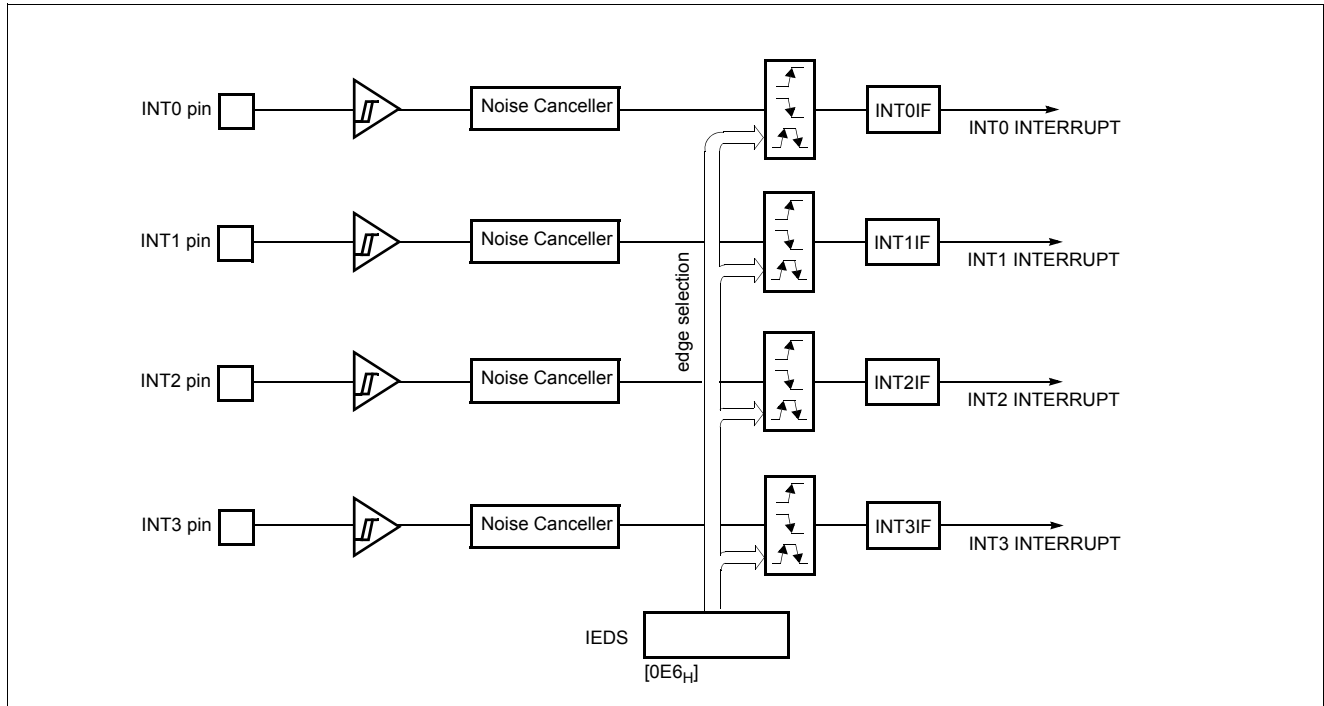 INT0 pin
Noise Canceller
INT0IF
INT0 INTERRUPT
INT1 pin
Noise Canceller
INT1IF
INT1 INTERRUPT
edge selection
INT2 pin
Noise Canceller
INT2IF
INT2 INTERRUPT
INT3 pin
Noise Canceller
INT3IF
INT3 INTERRUPT
IEDS
[0E6H]